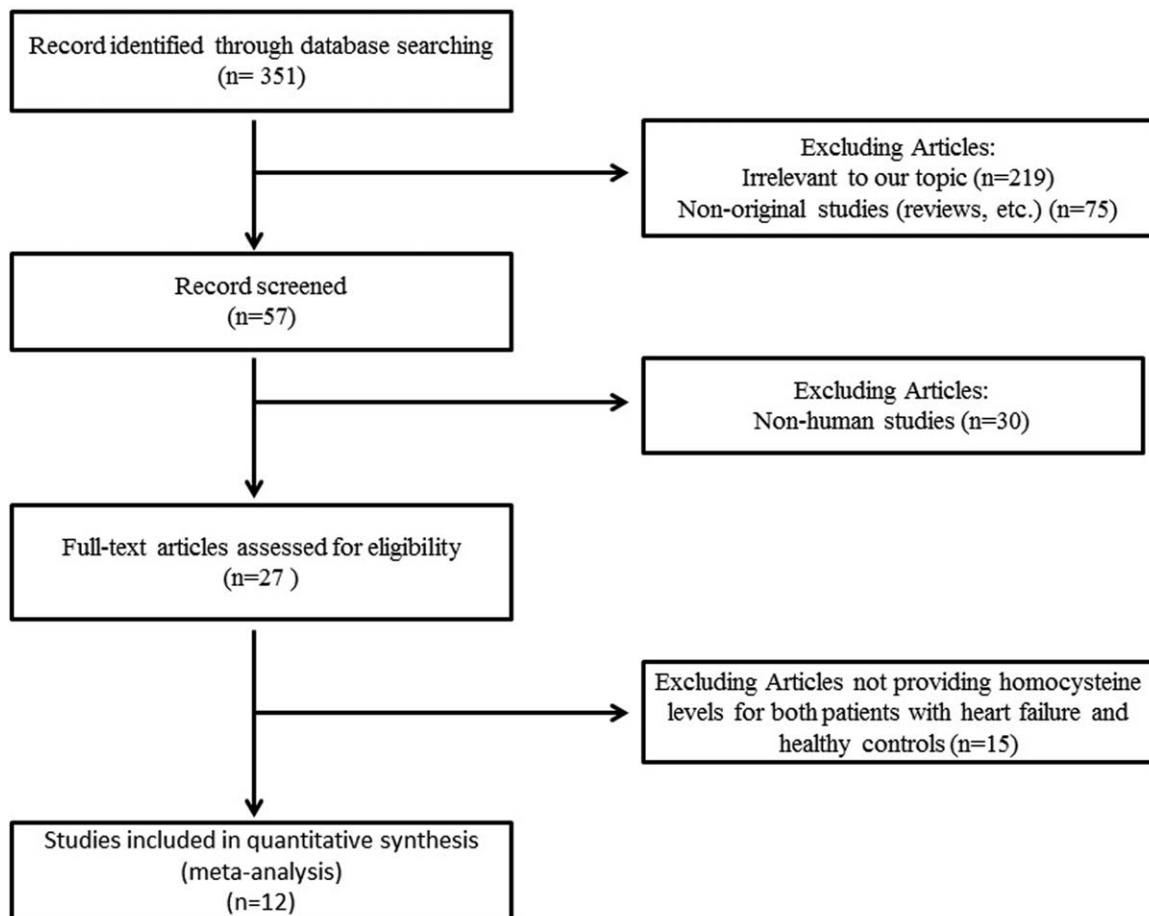 Record identified through database searching
(n= 351)
Excluding Articles:
Irrelevant to our topic (n=219)
Non-original studies (reviews, etc.) (n=75)
Record screened
(n=57)
Excluding Articles:
Non-human studies (n=30)
Full-text articles assessed for eligibility
(n=27 )
Excluding Articles not providing homocysteine
levels for both patients with heart failure and
healthy controls (n=15)
Studies included in quantitative synthesis
(meta-analysis)
(n=12)